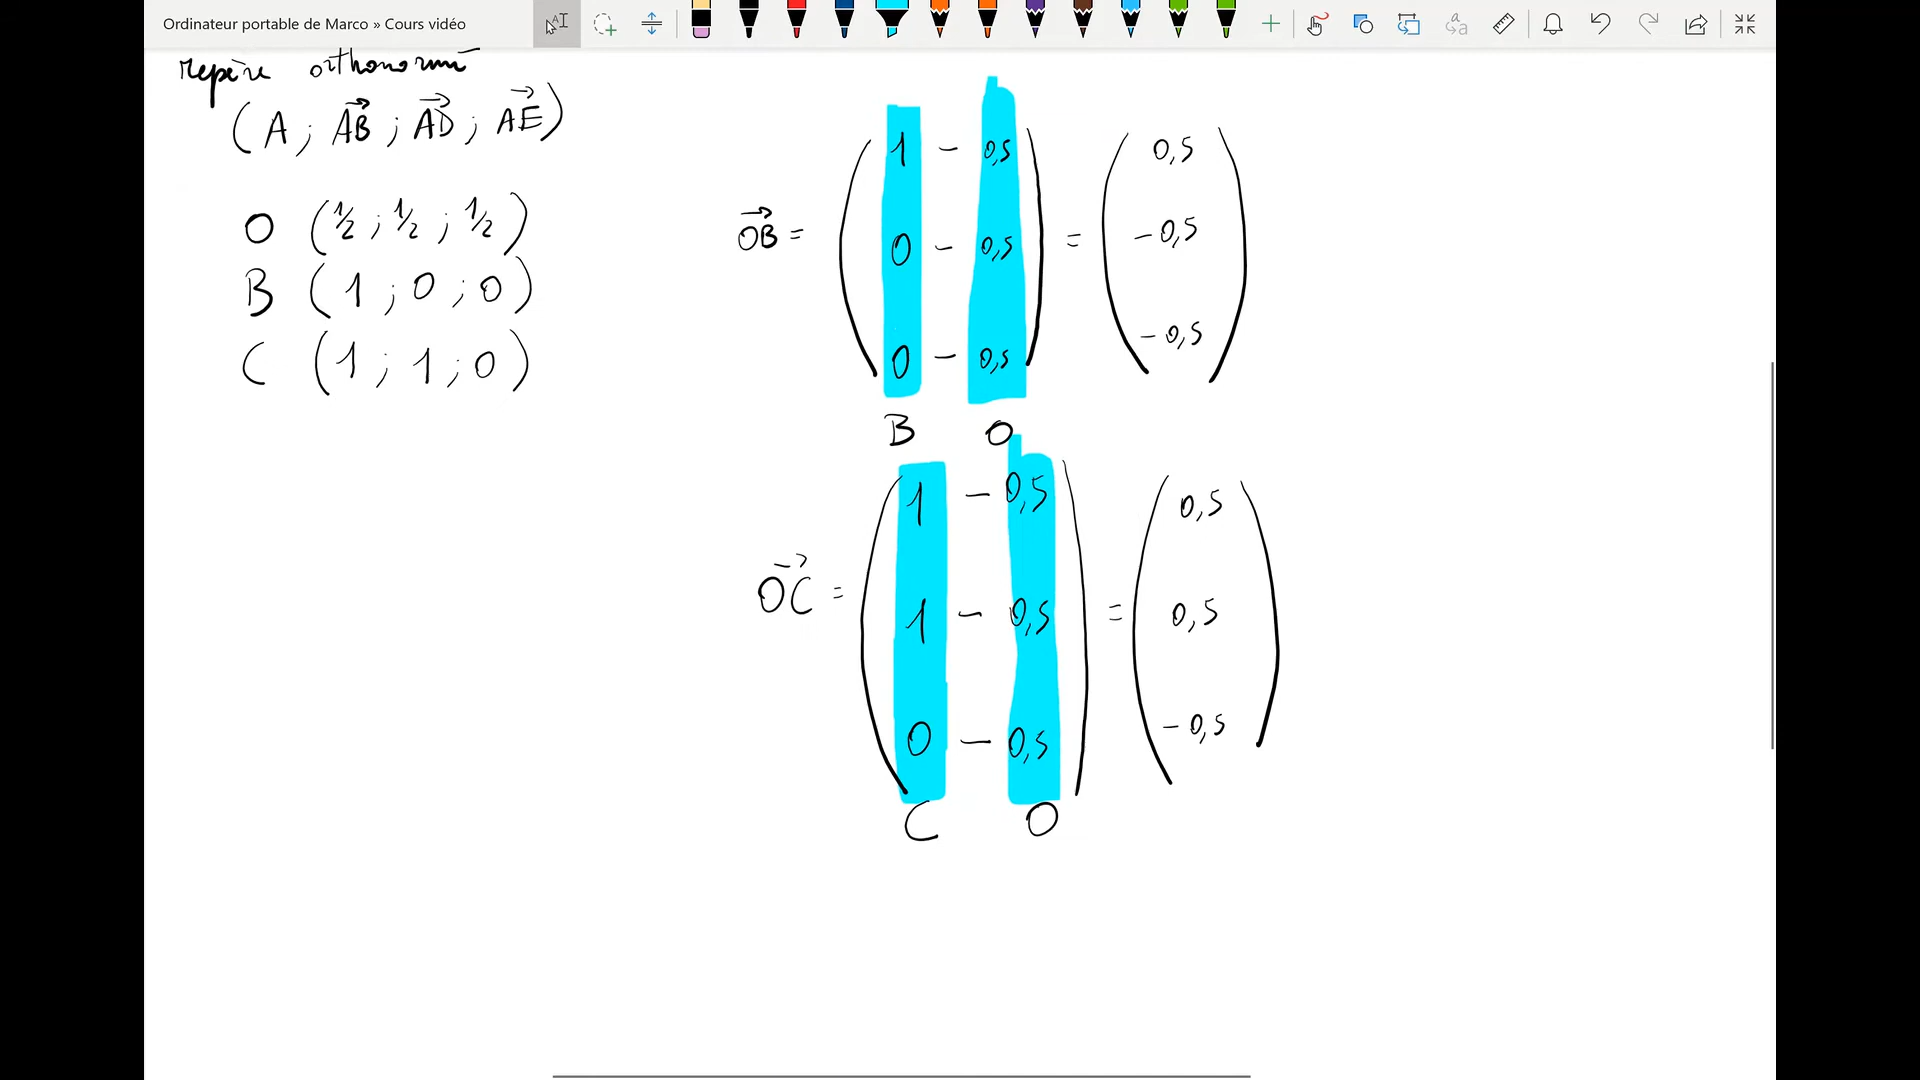 Ordinateur portable de Marco » Cours vidéo
repère orthonormé
(A ; AB ; AD ; AE)
O (1/2 ; 1/2 ; 1/2)
B (1 ; 0 ; 0)
C (1 ; 1 ; 0)
1 - 0,5
0,5
OB = 0 - 0,5 = - 0,5
0 - 0,5
- 0,5
B O
1 - 0,5
0,5
OC = 1 - 0,5 = 0,5
0 - 0,5
- 0,5
C O